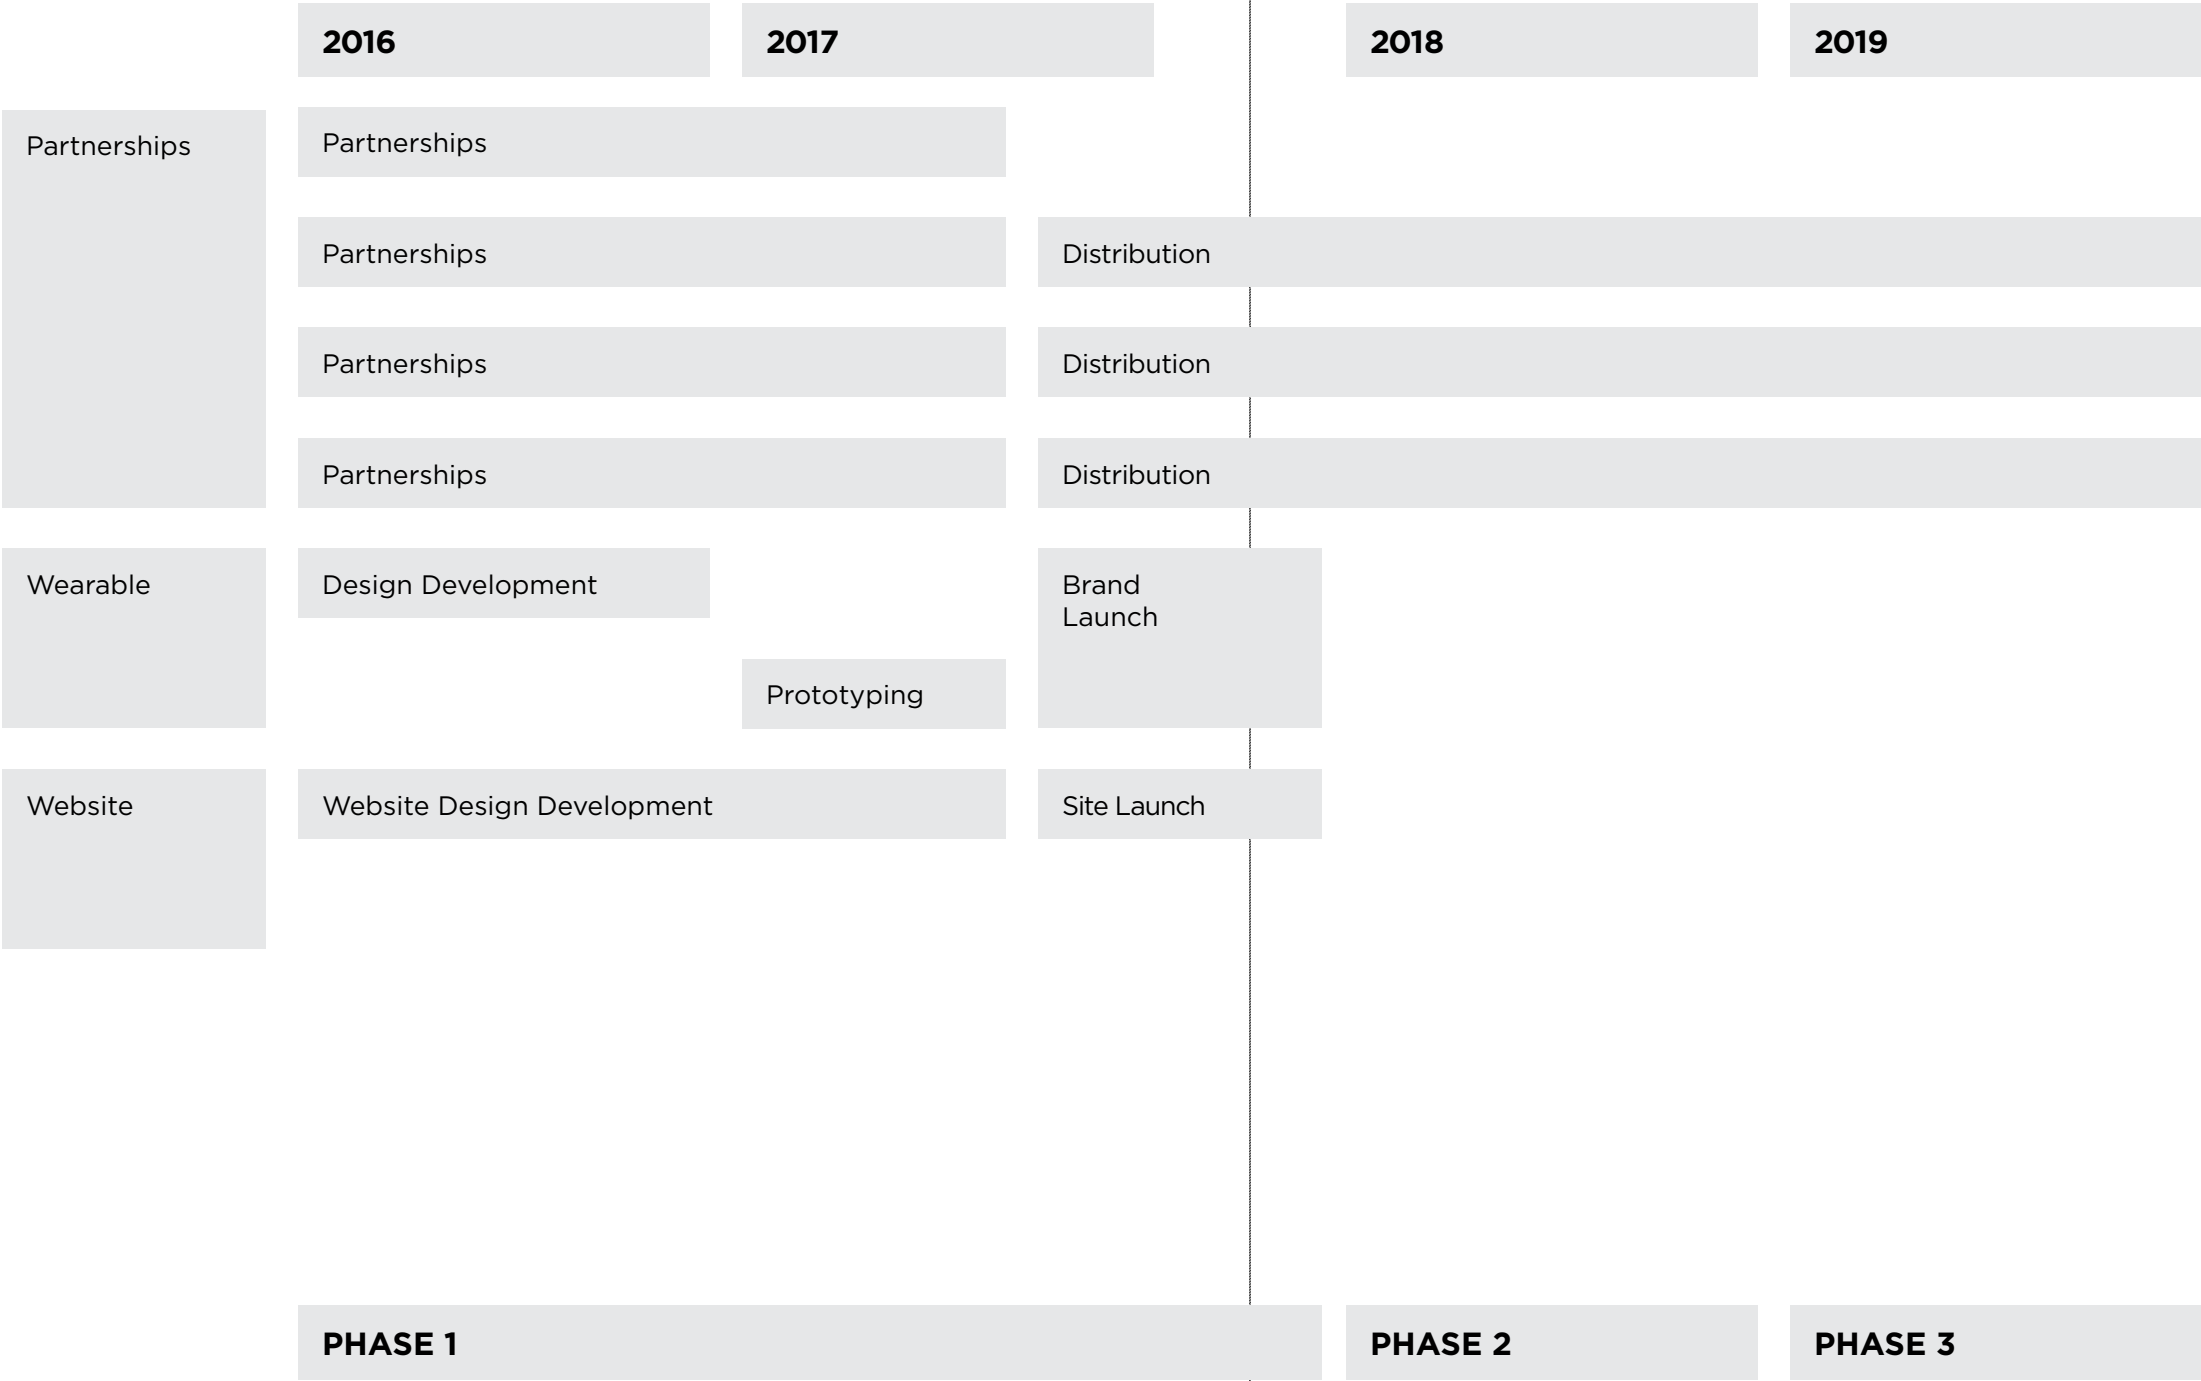 2016
2017
2018
2019
Partnerships
Partnerships
Partnerships
Distribution
Partnerships
Distribution
Partnerships
Distribution
Wearable
Design Development
Brand
Launch
Prototyping
Website
Website Design Development
Site Launch
PHASE 1
PHASE 2
PHASE 3